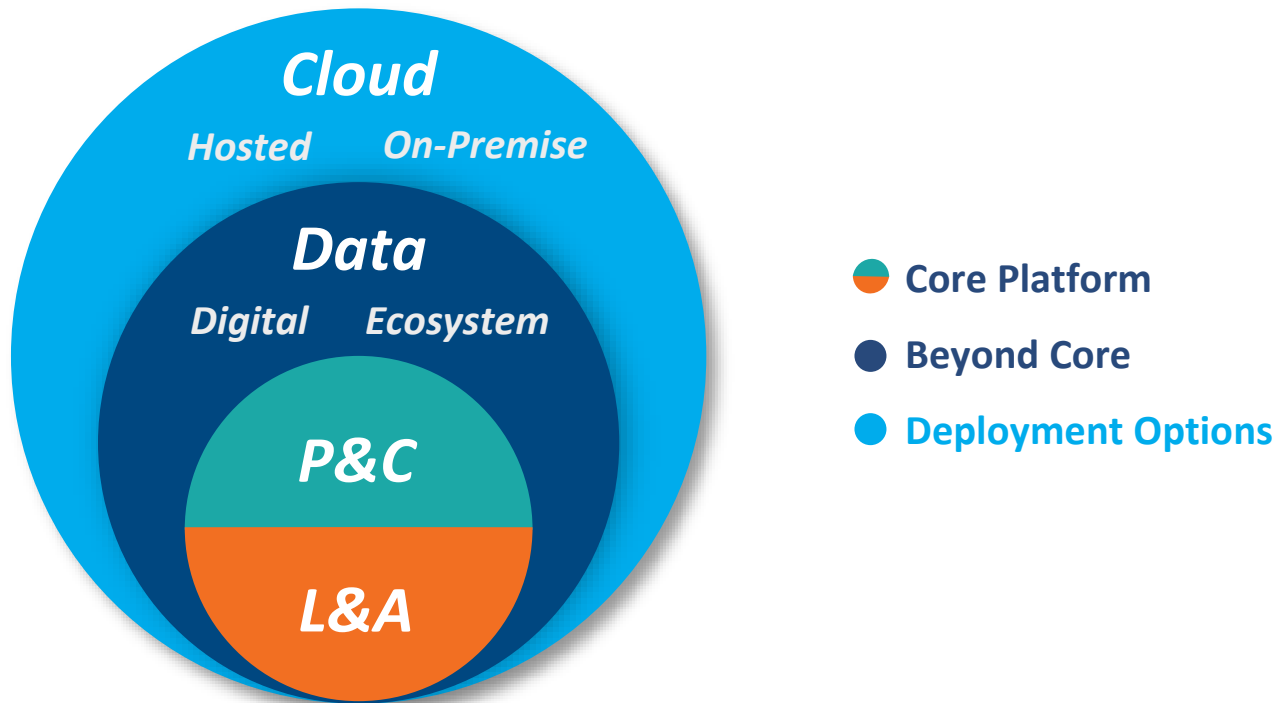 Cloud
Hosted On-Premise
Data
Digital Ecosystem
P&C
L&A
Core Platform
Beyond Core
Deployment Options